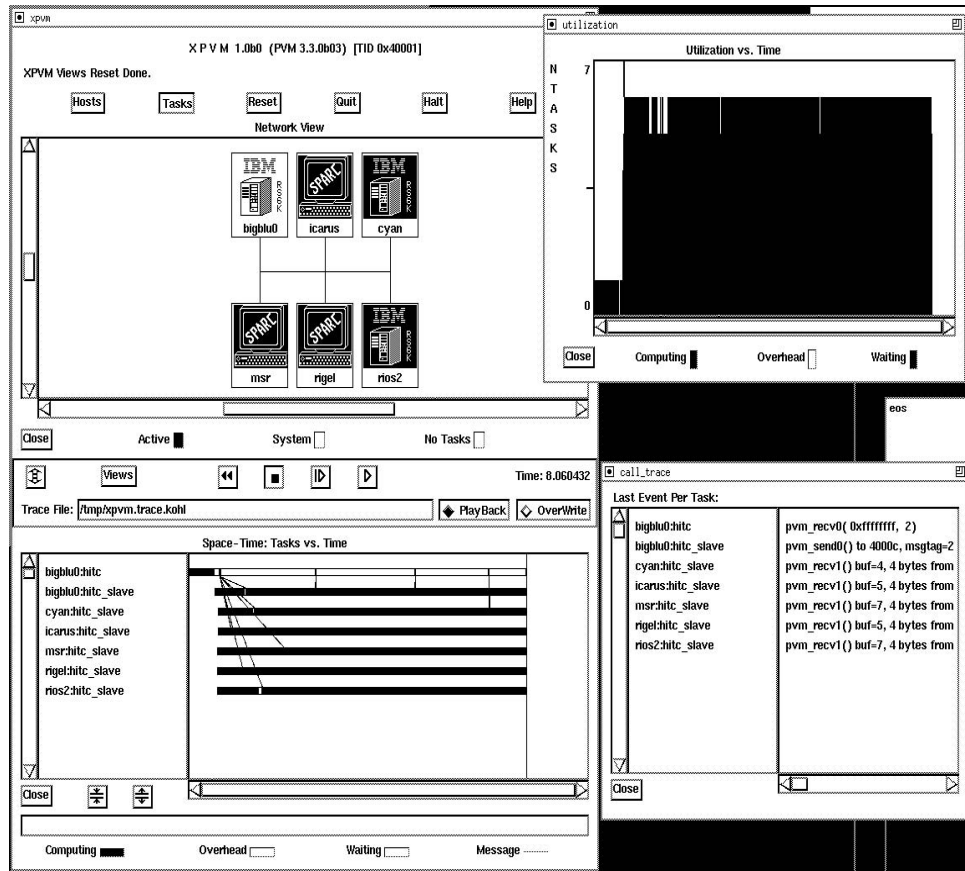 xpvm
X P V M 1.0b0 (PVM 3.3.0b03) [TID 0x40001]
XPVM Views Reset Done.
Hosts Tasks Reset Quit Halt Help
Network View
IBM SPARC IBM
RS6K RS6K
bigblu0 icarus cyan
SPARC SPARC IBM
RS6K
msr rigel rios2
Close Active System No Tasks
Views Time: 8.060432
Trace File: /tmp/xpvm.trace.kohl PlayBack OverWrite
Space-Time: Tasks vs. Time
bigblu0:hitc
bigblu0:hitc_slave
cyan:hitc_slave
icarus:hitc_slave
msr:hitc_slave
rigel:hitc_slave
rios2:hitc_slave
Close
Computing Overhead Waiting Message
utilization
Utilization vs. Time
N
T
A
S
K
S
7
0
Close Computing Overhead Waiting
eos
call_trace
Last Event Per Task:
bigblu0:hitc pvm_recv0( 0xffffffff, 2)
bigblu0:hitc_slave pvm_send0() to 4000c, msgtag=2
cyan:hitc_slave pvm_recv1() buf=4, 4 bytes from
icarus:hitc_slave pvm_recv1() buf=5, 4 bytes from
msr:hitc_slave pvm_recv1() buf=7, 4 bytes from
rigel:hitc_slave pvm_recv1() buf=5, 4 bytes from
rios2:hitc_slave pvm_recv1() buf=7, 4 bytes from
Close